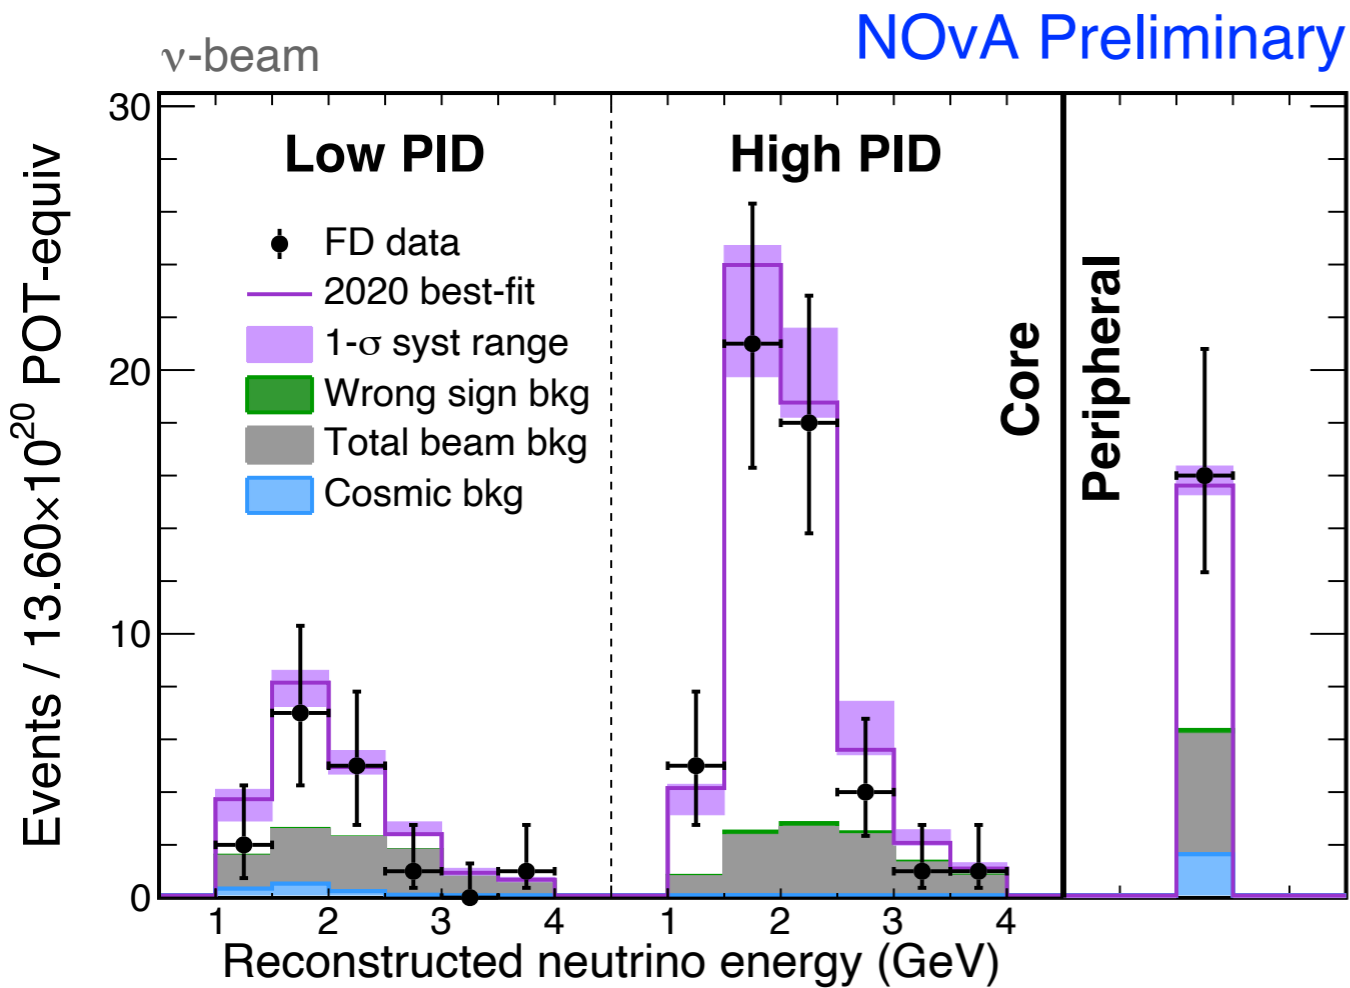 NOvA Preliminary
ν-beam
Low PID
High PID
Core
Peripheral
FD data
2020 best-fit
1-σ syst range
Wrong sign bkg
Total beam bkg
Cosmic bkg
Events / 13.60×10²⁰ POT-equiv
30
20
10
0
1 2 3 4 1 2 3 4
Reconstructed neutrino energy (GeV)